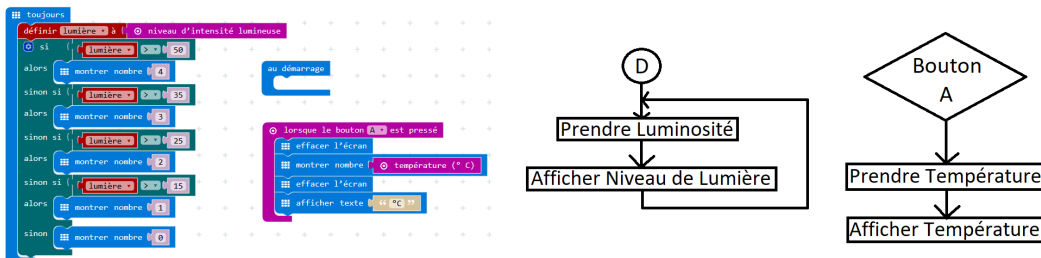 toujours
définir lumière à niveau d'intensité lumineuse
si lumière > 50
alors montrer nombre 4
sinon si lumière > 35
alors montrer nombre 3
sinon si lumière > 25
alors montrer nombre 2
sinon si lumière > 15
alors montrer nombre 1
sinon montrer nombre 0
au démarrage
lorsque le bouton A est pressé
effacer l'écran
montrer nombre température (° C)
effacer l'écran
afficher texte “ °C ”
D
Prendre Luminosité
Afficher Niveau de Lumière
Bouton
A
Prendre Température
Afficher Température